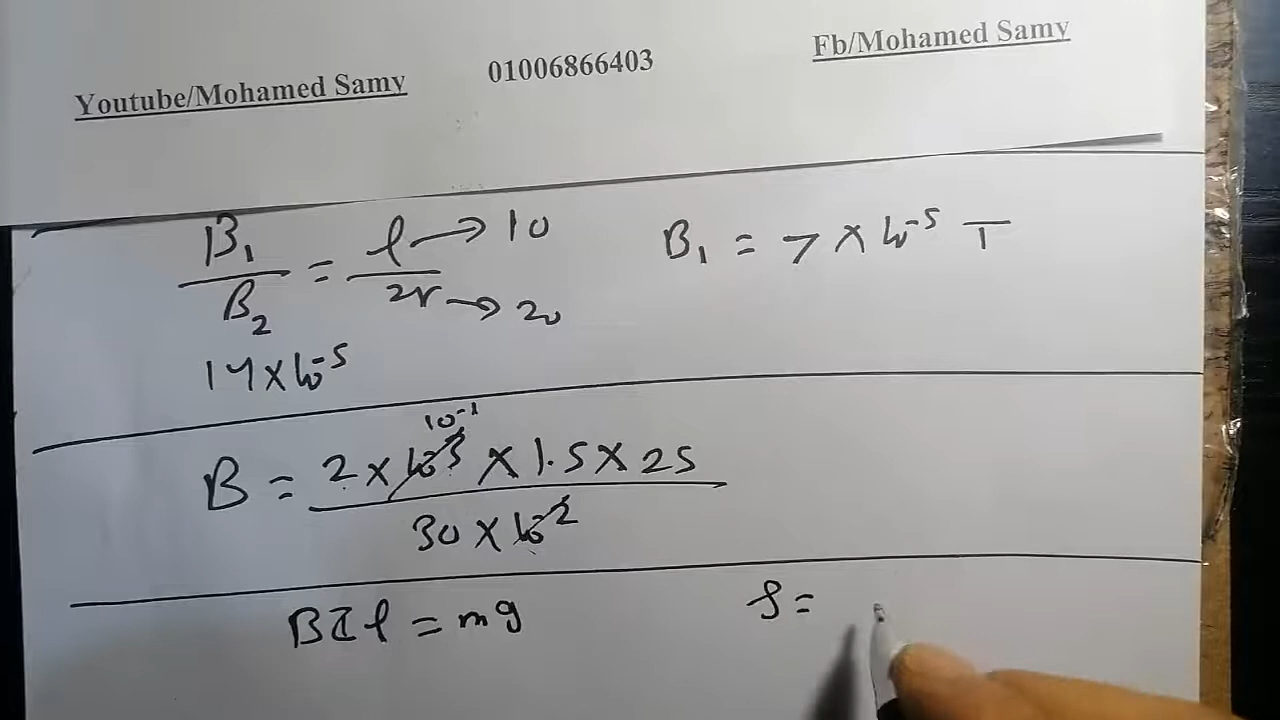 Youtube/Mohamed Samy 01006866403 Fb/Mohamed Samy
B₁/B₂ = ℓ → 10 / 2r → 20
B₁ = 7 × 10⁻⁵ T
14×10⁻⁵
10⁻¹
B = 2 × 10⁻³ × 1.5 × 25 / 30 × 10⁻²
BIℓ = mg
ρ =